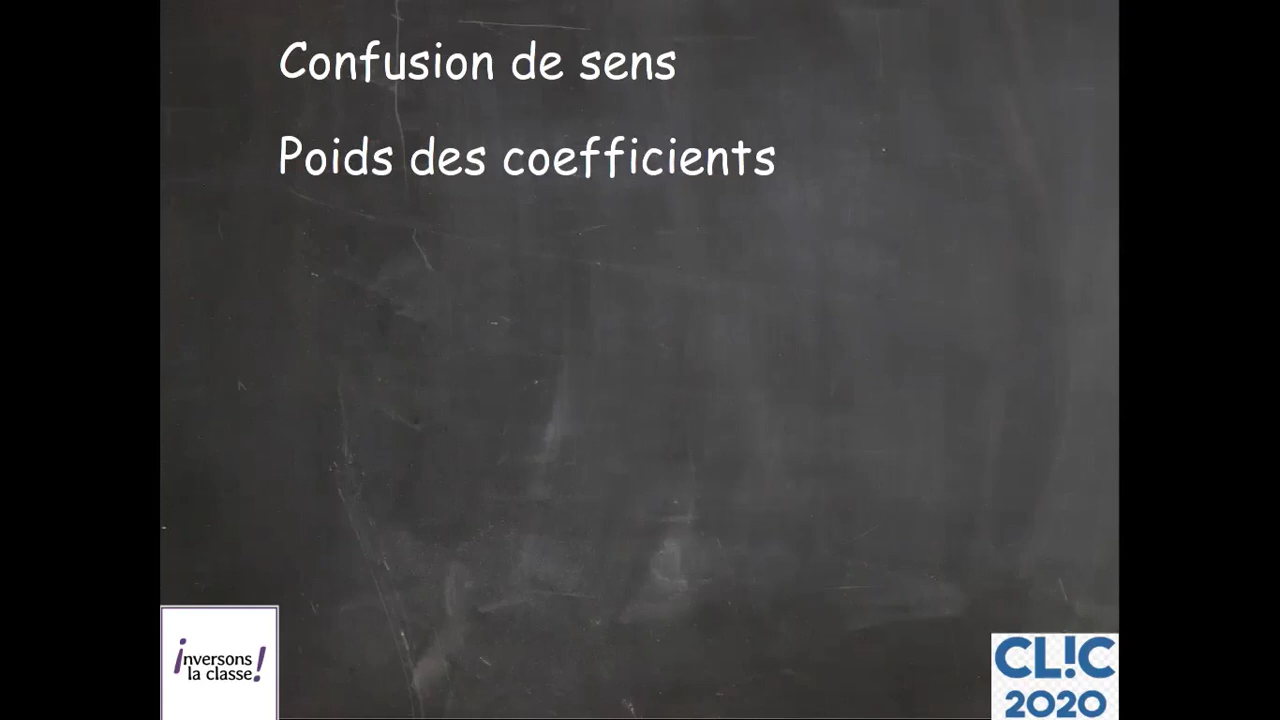 Confusion de sens
Poids des coefficients
inversons
la classe!
CL!C
2020